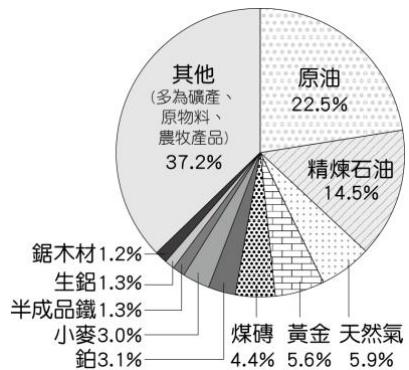 其他
(多為礦產、
原物料、
農牧產品)
37.2%
原油
22.5%
精煉石油
14.5%
天然氣
5.9%
黃金
5.6%
煤磚
4.4%
鉑3.1%
小麥3.0%
半成品鐵1.3%
生鋁1.3%
鋸木材1.2%